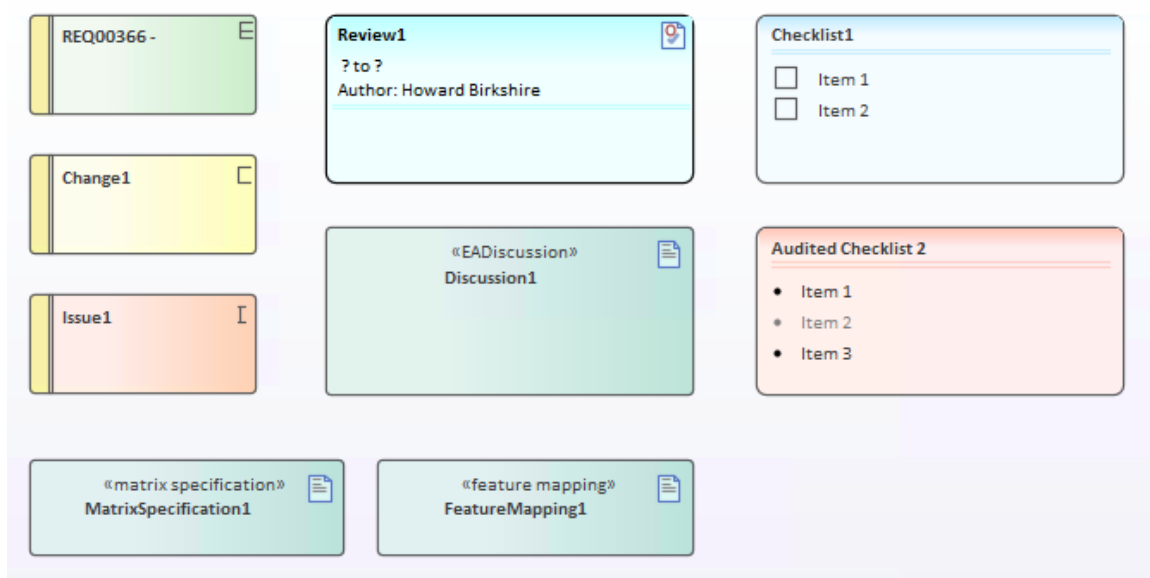 REQ00366 -
Review1
? to ?
Author: Howard Birkshire
Checklist1
Item 1
Item 2
Change1
«EADiscussion»
Discussion1
Audited Checklist 2
Item 1
Item 2
Item 3
Issue1
«matrix specification»
MatrixSpecification1
«feature mapping»
FeatureMapping1